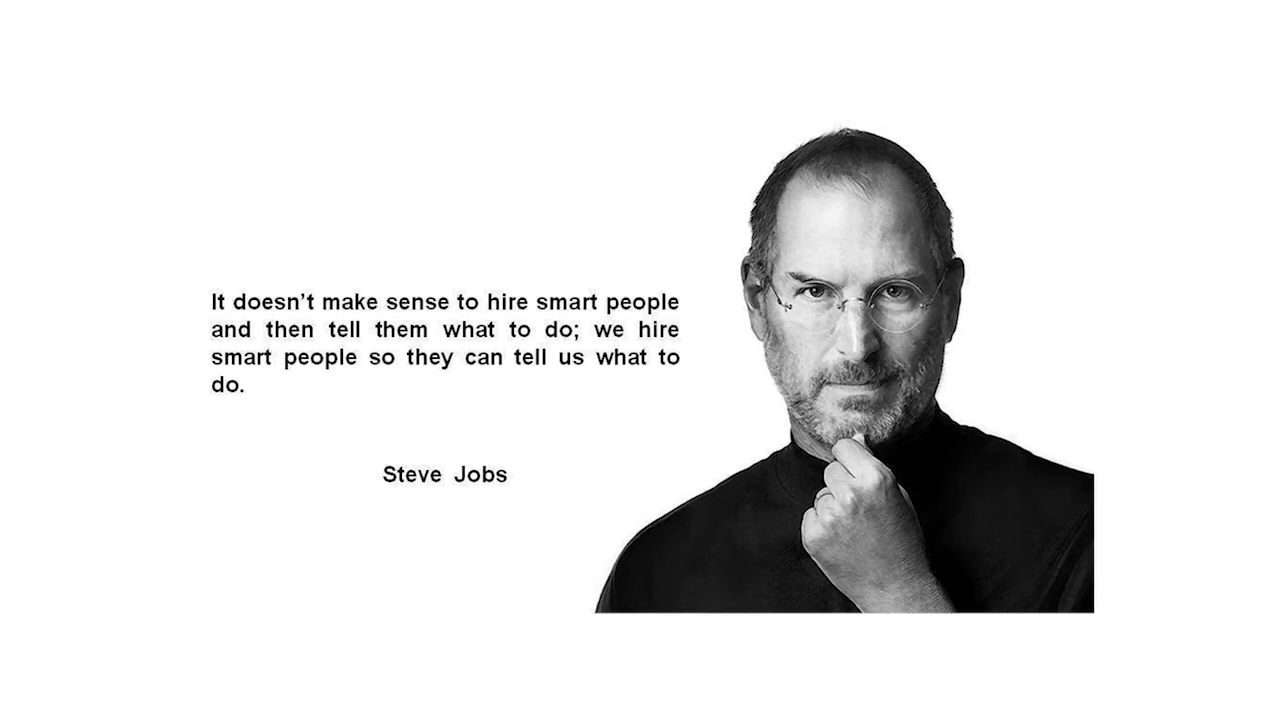 It doesn’t make sense to hire smart people
and then tell them what to do; we hire
smart people so they can tell us what to
do.
Steve Jobs